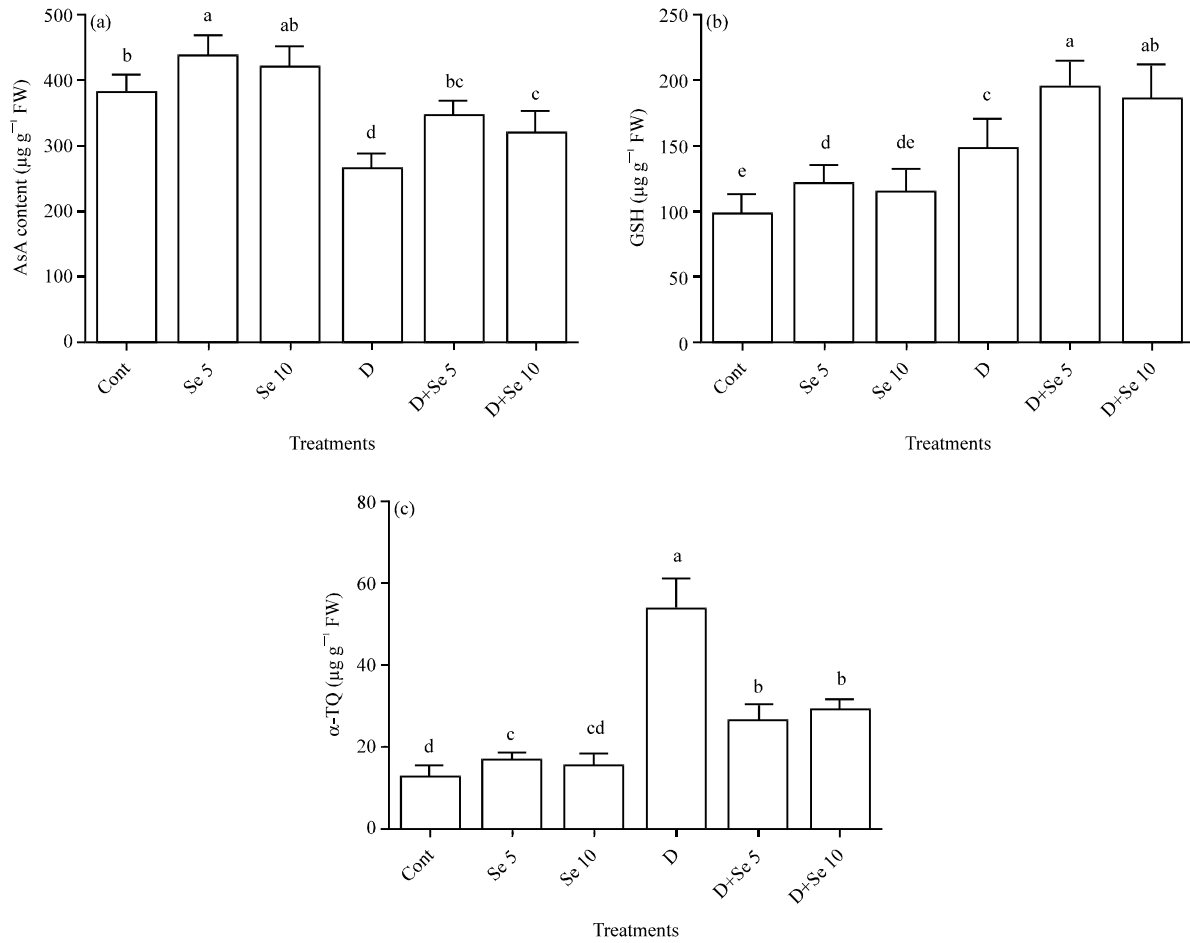 (a)
AsA content (µg g⁻¹ FW)
500
400
300
200
100
0
b
a
ab
d
bc
c
Cont
Se 5
Se 10
D
D+Se 5
D+Se 10
Treatments
(b)
GSH (µg g⁻¹ FW)
250
200
150
100
50
0
e
d
de
c
a
ab
Cont
Se 5
Se 10
D
D+Se 5
D+Se 10
Treatments
(c)
α-TQ (µg g⁻¹ FW)
80
60
40
20
0
d
c
cd
a
b
b
Cont
Se 5
Se 10
D
D+Se 5
D+Se 10
Treatments